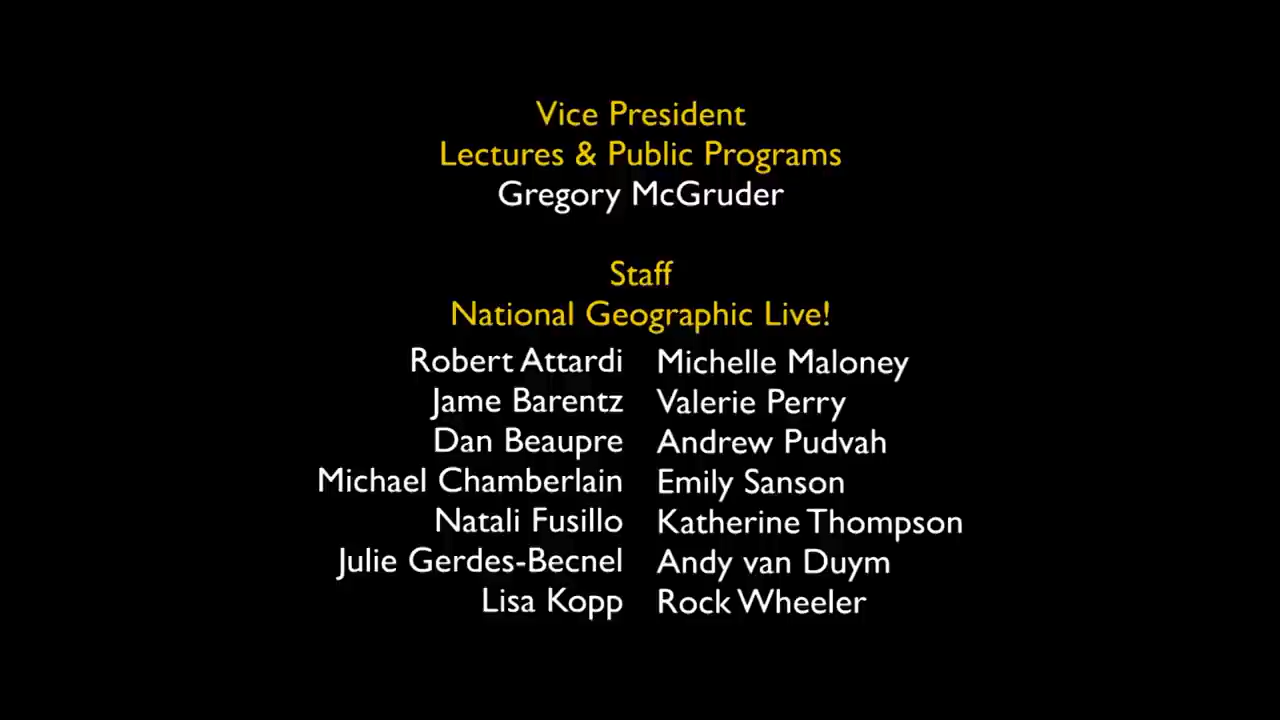 Vice President
Lectures & Public Programs
Gregory McGruder
Staff
National Geographic Live!
Robert Attardi Michelle Maloney
Jame Barentz Valerie Perry
Dan Beaupre Andrew Pudvah
Michael Chamberlain Emily Sanson
Natali Fusillo Katherine Thompson
Julie Gerdes-Becnel Andy van Duym
Lisa Kopp Rock Wheeler